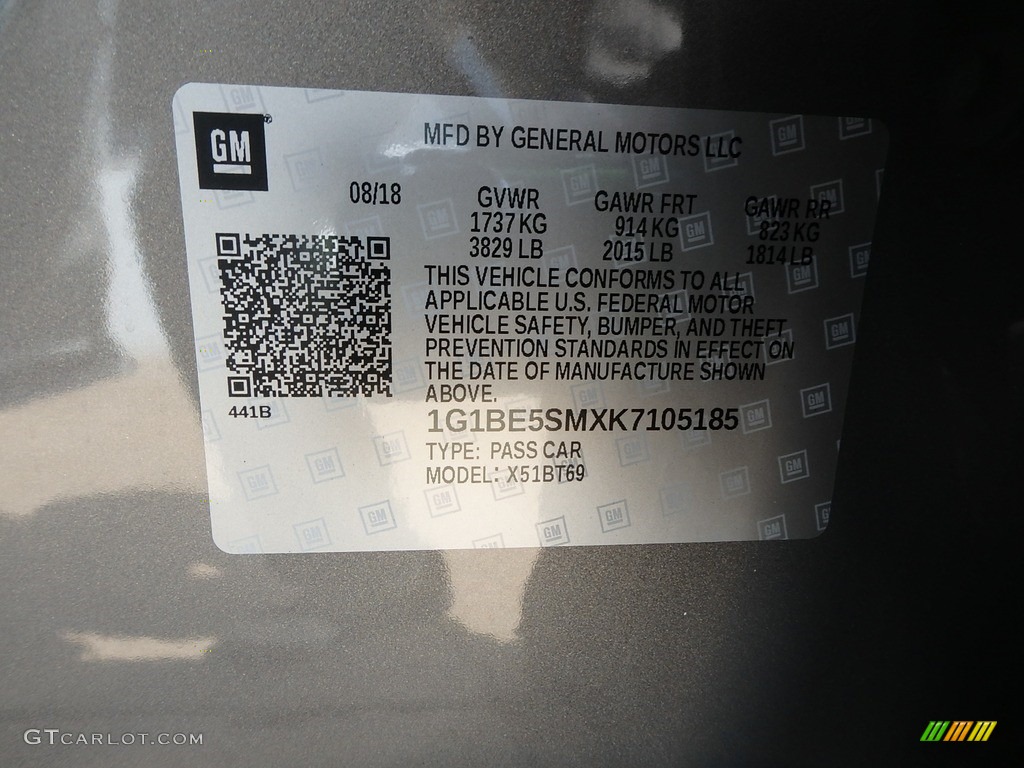 GM
MFD BY GENERAL MOTORS LLC
08/18 GVWR GAWR FRT GAWR RR
1737 KG 914 KG 823 KG
3829 LB 2015 LB 1814 LB
THIS VEHICLE CONFORMS TO ALL
APPLICABLE U.S. FEDERAL MOTOR
VEHICLE SAFETY, BUMPER, AND THEFT
PREVENTION STANDARDS IN EFFECT ON
THE DATE OF MANUFACTURE SHOWN
ABOVE.
441B
1G1BE5SMXK7105185
TYPE: PASS CAR
MODEL: X51BT69
GTCARLOT.COM